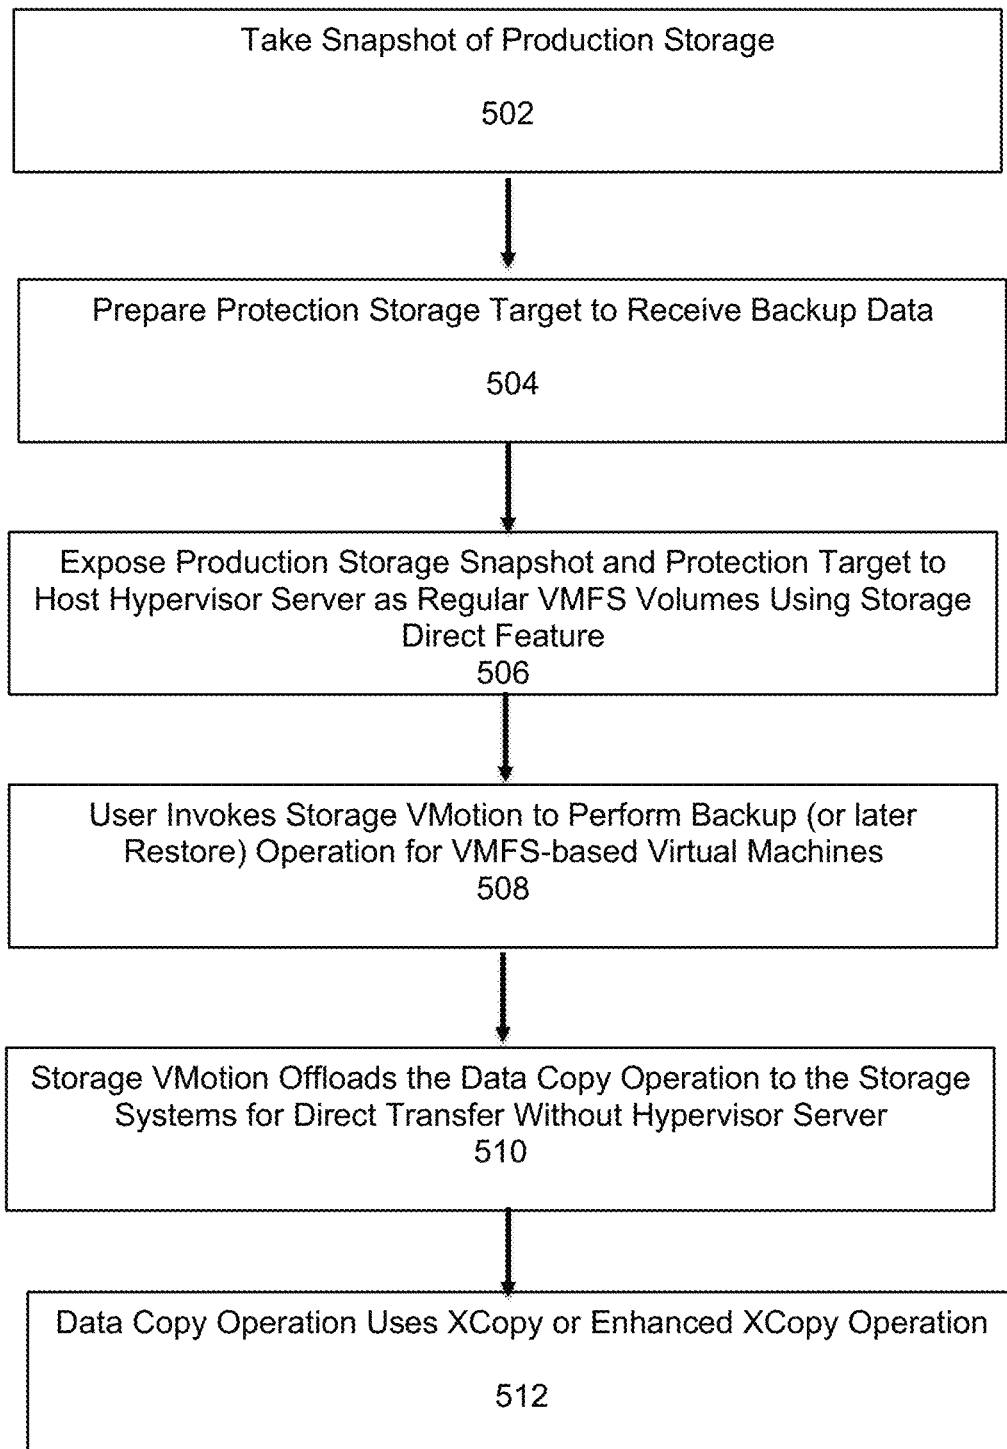 Take Snapshot of Production Storage
502
Prepare Protection Storage Target to Receive Backup Data
504
Expose Production Storage Snapshot and Protection Target to
Host Hypervisor Server as Regular VMFS Volumes Using Storage
Direct Feature
506
User Invokes Storage VMotion to Perform Backup (or later
Restore) Operation for VMFS-based Virtual Machines
508
Storage VMotion Offloads the Data Copy Operation to the Storage
Systems for Direct Transfer Without Hypervisor Server
510
Data Copy Operation Uses XCopy or Enhanced XCopy Operation
512